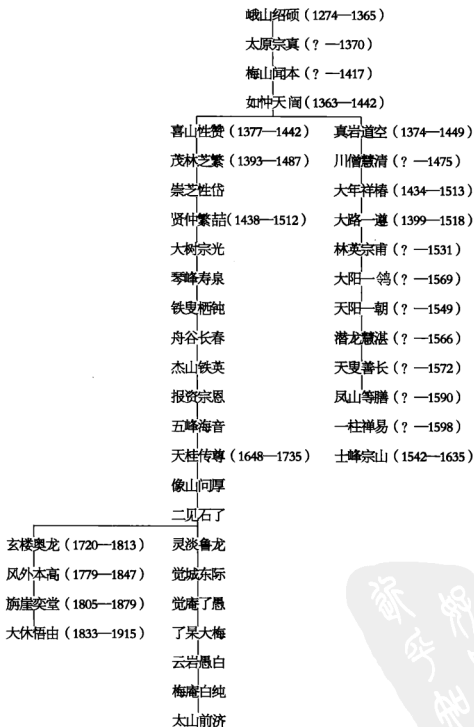 峨山绍硕（1274—1365）
太原宗真（？—1370）
梅山闻本（？—1417）
如仲天闿（1363—1442）
喜山性赞（1377—1442） 真岩道空（1374—1449）
茂林芝繁（1393—1487） 川僧慧清（？—1475）
崇芝性岱 大年祥椿（1434—1513）
贤仲繁喆（1438—1512） 大路一遵（1399—1518）
大树宗光 林英宗甫（？—1531）
琴峰寿泉 大阳一鸽（？—1569）
铁叟栖钝 天阳一朝（？—1549）
舟谷长春 潜龙慧湛（？—1566）
杰山铁英 天叟善长（？—1572）
报资宗恩 凤山等膳（？—1590）
五峰海音 一柱禅易（？—1598）
天桂传尊（1648—1735） 士峰宗山（1542—1635）
像山问厚
二见石了
玄楼奥龙（1720—1813） 灵淡鲁龙
风外本高（1779—1847） 觉城东际
旃崖奕堂（1805—1879） 觉庵了愚
大休悟由（1833—1915） 了杲大梅
云岩愚白
梅庵白纯
太山前济